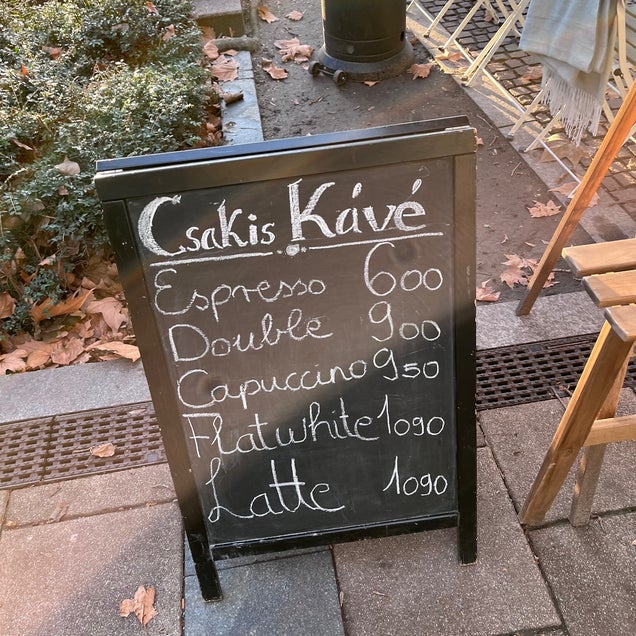 Csakis Kávé
Espresso 600
Double 900
Capuccino 950
Flatwhite 1090
Latte 1090